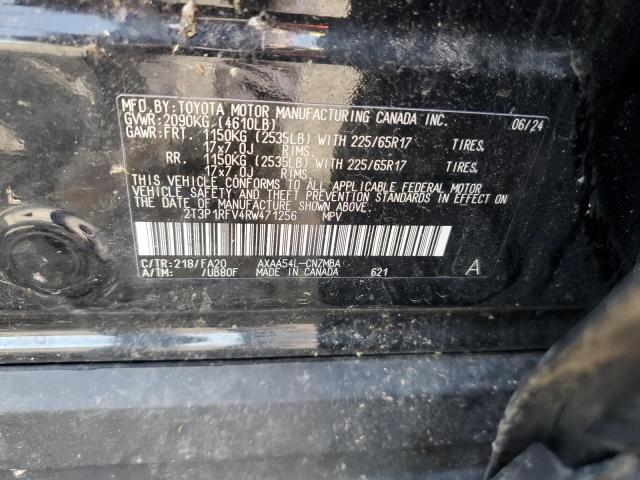 MFD. BY: TOYOTA MOTOR MANUFACTURING CANADA INC.
GVWR: 2090KG (4610LB) 06/24
GAWR: FRT. 1150KG (2535LB) WITH 225/65R17 TIRES,
17x7.0J RIMS
RR. 1150KG (2535LB) WITH 225/65R17 TIRES,
17x7.0J RIMS
THIS VEHICLE CONFORMS TO ALL APPLICABLE FEDERAL MOTOR
VEHICLE SAFETY AND THEFT PREVENTION STANDARDS IN EFFECT
ON THE DATE OF MANUFACTURE SHOWN ABOVE.
2T3P1RFV4RW471256 MPV
C/TR: 218/FA20 AXAA54L-CNZMBA
A/TM: /U880F MADE IN CANADA 621 A